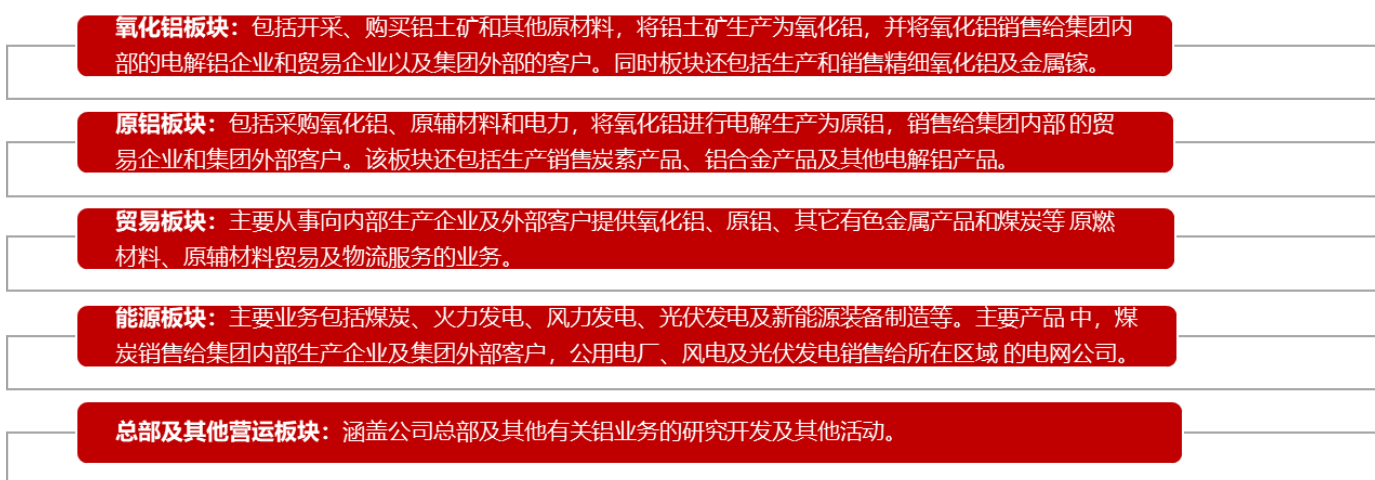 氧化铝板块：包括开采、购买铝土矿和其他原材料，将铝土矿生产为氧化铝，并将氧化铝销售给集团内
部的电解铝企业和贸易企业以及集团外部的客户。同时板块还包括生产和销售精细氧化铝及金属镓。
原铝板块：包括采购氧化铝、原辅材料和电力，将氧化铝进行电解生产为原铝，销售给集团内部 的贸
易企业和集团外部客户。该板块还包括生产销售炭素产品、铝合金产品及其他电解铝产品。
贸易板块：主要从事向内部生产企业及外部客户提供氧化铝、原铝、其它有色金属产品和煤炭等 原燃
材料、原辅材料贸易及物流服务的业务。
能源板块：主要业务包括煤炭、火力发电、风力发电、光伏发电及新能源装备制造等。主要产品 中，煤
炭销售给集团内部生产企业及集团外部客户，公用电厂、风电及光伏发电销售给所在区域 的电网公司。
总部及其他营运板块：涵盖公司总部及其他有关铝业务的研究开发及其他活动。